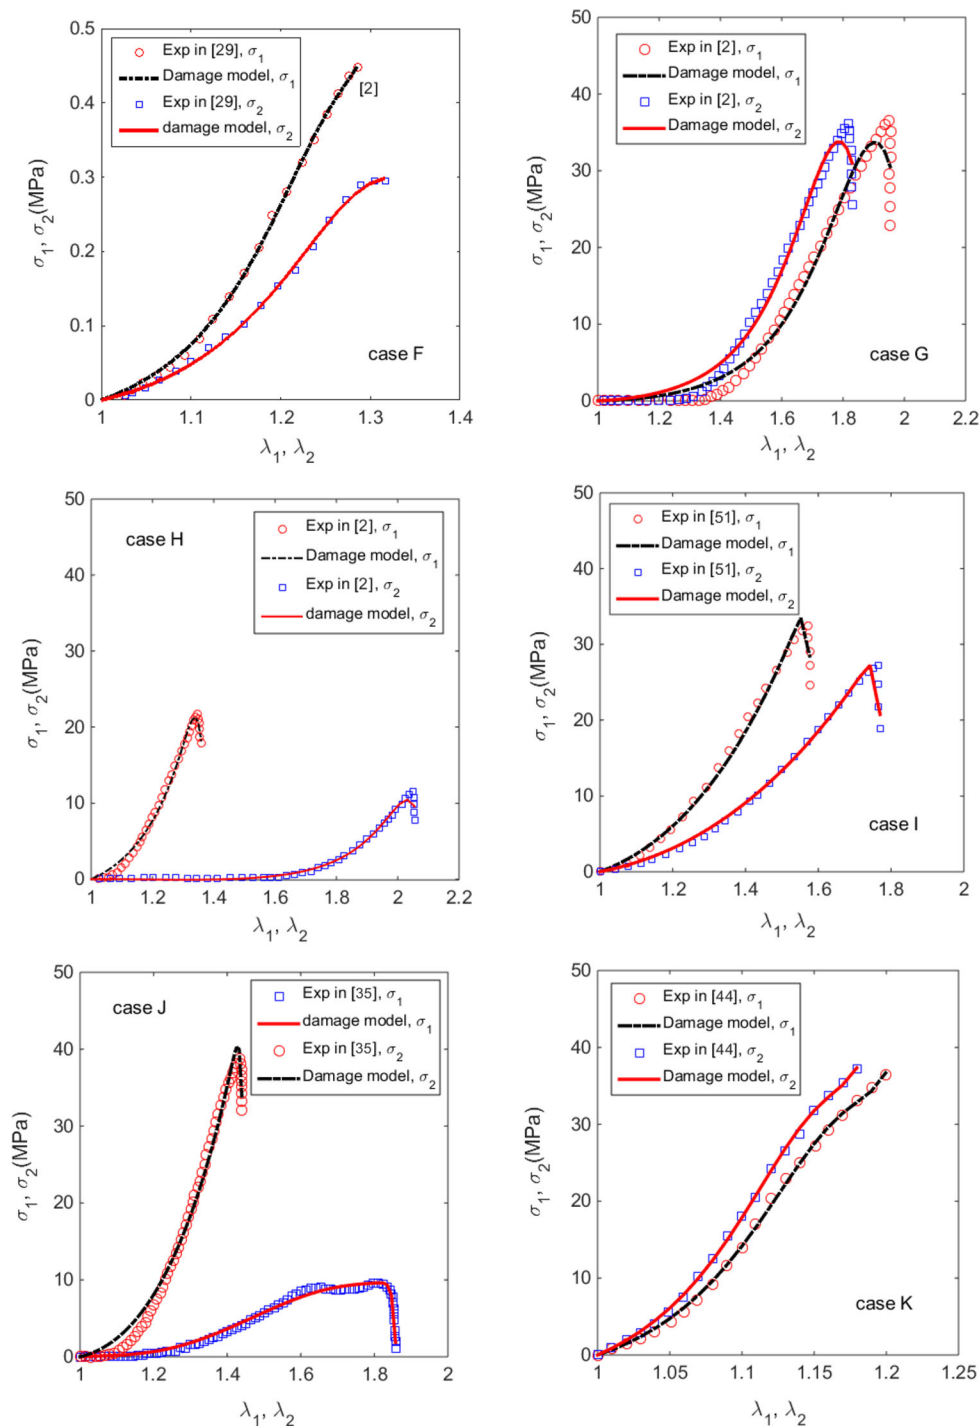 0.5
0.4
0.3
0.2
0.1
0
σ1, σ2(MPa)
Exp in [29], σ1
Damage model, σ1
Exp in [29], σ2
damage model, σ2
[2]
case F
1 1.1 1.2 1.3 1.4
λ1, λ2
50
40
30
20
10
0
σ1, σ2(MPa)
Exp in [2], σ1
Damage model, σ1
Exp in [2], σ2
Damage model, σ2
case G
1 1.2 1.4 1.6 1.8 2 2.2
λ1, λ2
50
40
30
20
10
0
σ1, σ2(MPa)
case H
Exp in [2], σ1
Damage model, σ1
Exp in [2], σ2
damage model, σ2
1 1.2 1.4 1.6 1.8 2 2.2
λ1, λ2
50
40
30
20
10
0
σ1, σ2(MPa)
Exp in [51], σ1
Damage model, σ1
Exp in [51], σ2
Damage model, σ2
case I
1 1.2 1.4 1.6 1.8 2
λ1, λ2
50
40
30
20
10
0
σ1, σ2(MPa)
case J
Exp in [35], σ1
damage model, σ1
Exp in [35], σ2
Damage model, σ2
1 1.2 1.4 1.6 1.8 2
λ1, λ2
50
40
30
20
10
0
σ1, σ2(MPa)
Exp in [44], σ1
Damage model, σ1
Exp in [44], σ2
Damage model, σ2
case K
1 1.05 1.1 1.15 1.2 1.25
λ1, λ2